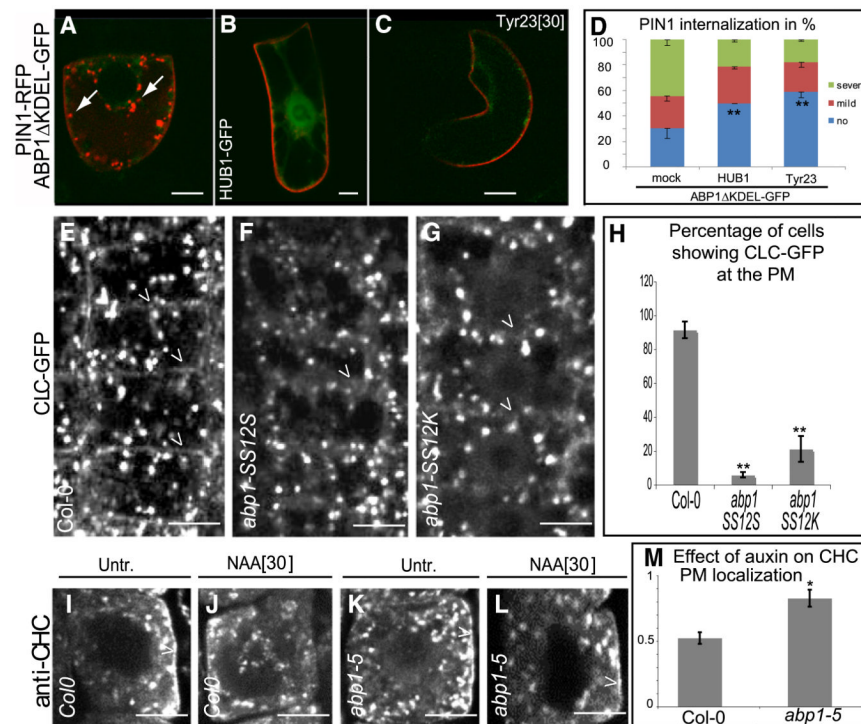 A
B
C
Tyr23[30]
PIN1-RFP
ABP1ΔKDEL-GFP
HUB1-GFP
D
PIN1 internalization in %
100
80
60
40
20
0
sever
mild
no
**
**
mock
HUB1
Tyr23
ABP1ΔKDEL-GFP
E
F
G
CLC-GFP
Col-0
abp1-SS12S
abp1-SS12K
H
Percentage of cells
showing CLC-GFP
at the PM
120
100
80
60
40
20
0
**
**
Col-0
abp1
SS12S
abp1
SS12K
Untr.
NAA[30]
Untr.
NAA[30]
I
J
K
L
anti-CHC
Col0
Col0
abp1-5
abp1-5
M
Effect of auxin on CHC
PM localization
1
0.5
0
*
Col-0
abp1-5